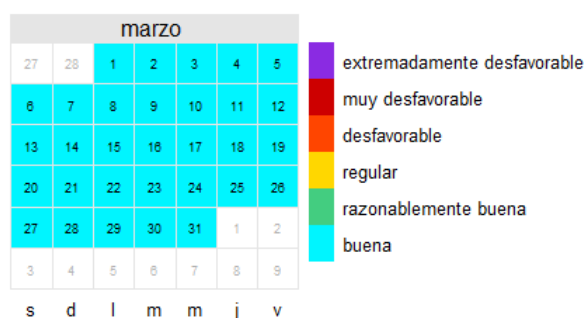 marzo
27 28 1 2 3 4 5
6 7 8 9 10 11 12
13 14 15 16 17 18 19
20 21 22 23 24 25 26
27 28 29 30 31 1 2
3 4 5 6 7 8 9
s d l m m j v
extremadamente desfavorable
muy desfavorable
desfavorable
regular
razonablemente buena
buena